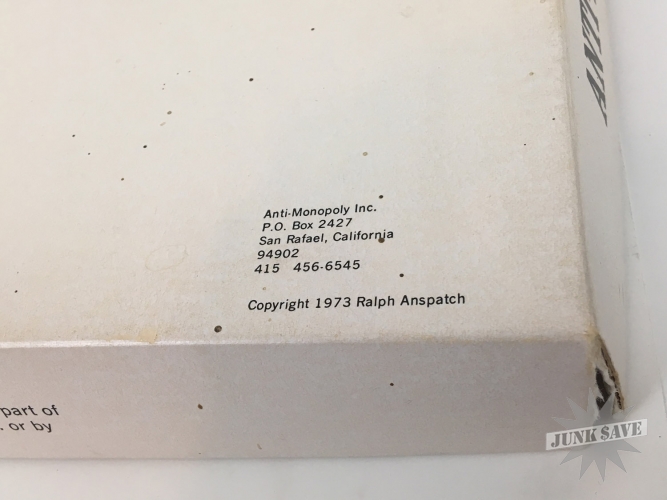 ANTI
Anti-Monopoly Inc.
P.O. Box 2427
San Rafael, California
94902
415 456-6545
Copyright 1973 Ralph Anspatch
part of
. or by
JUNK SAVE